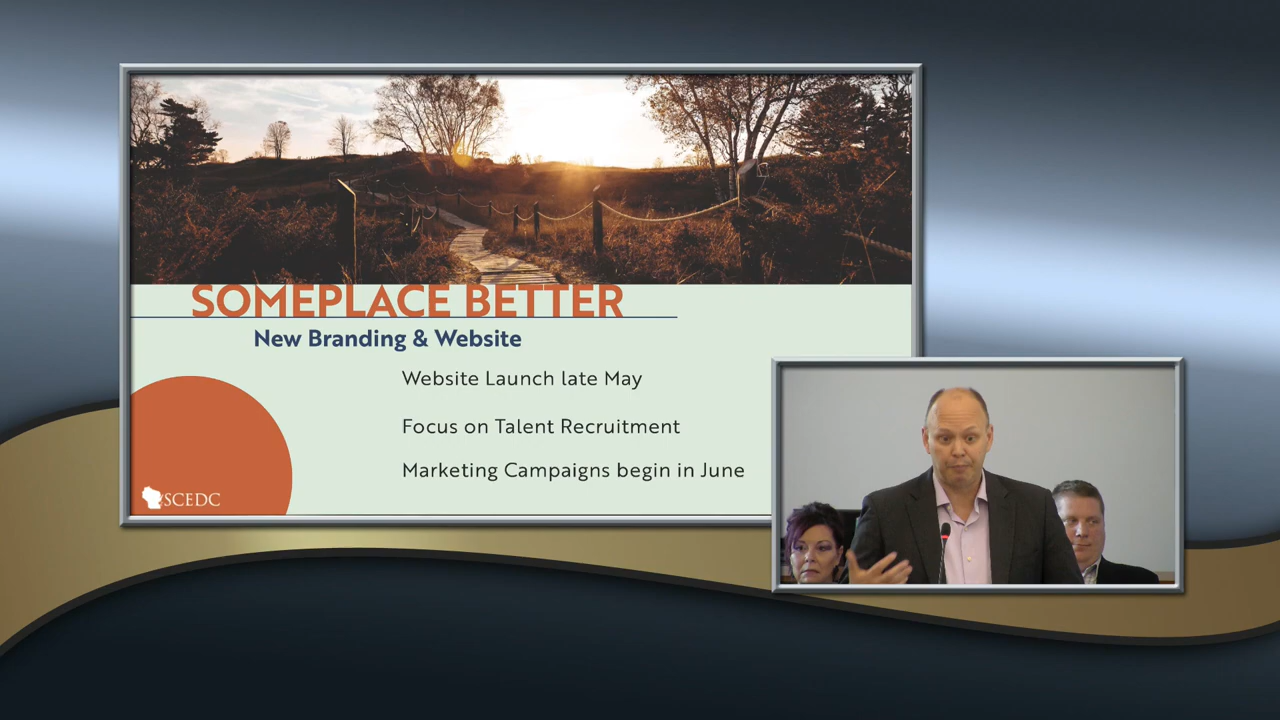 SOMEPLACE BETTER
New Branding & Website
Website Launch late May
Focus on Talent Recruitment
Marketing Campaigns begin in June
SCEDC